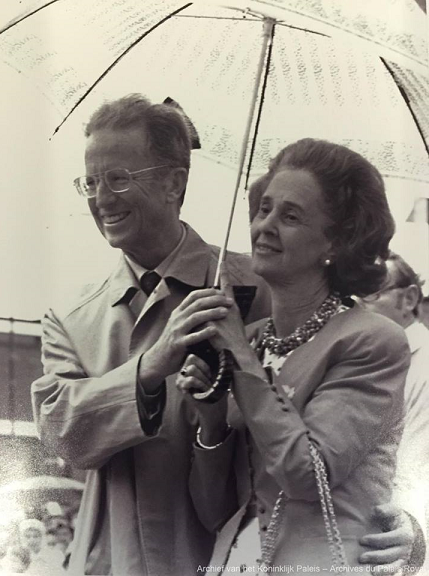 Archief van het Koninklijk Paleis – Archives du Palais Royal